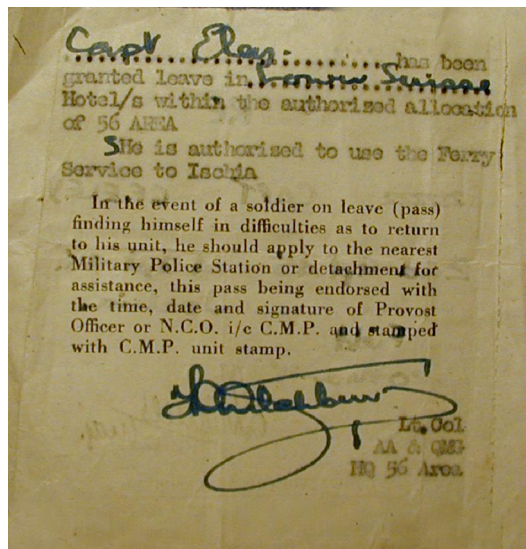 Capt Eley. has been
granted leave in
Hotel/s within the authorized allocation
of 56 AREA
SHe is authorised to use the Ferry
Service to Ischia
In the event of a soldier on leave (pass)
finding himself in difficulties as to return
to his unit, he should apply to the nearest
Military Police Station or detachment for
assistance, this pass being endorsed with
the time, date and signature of Provost
Officer or N.C.O. i/c C.M.P. and stamped
with C.M.P. unit stamp.
Lt. Col
AA & QMG
HQ 56 Area